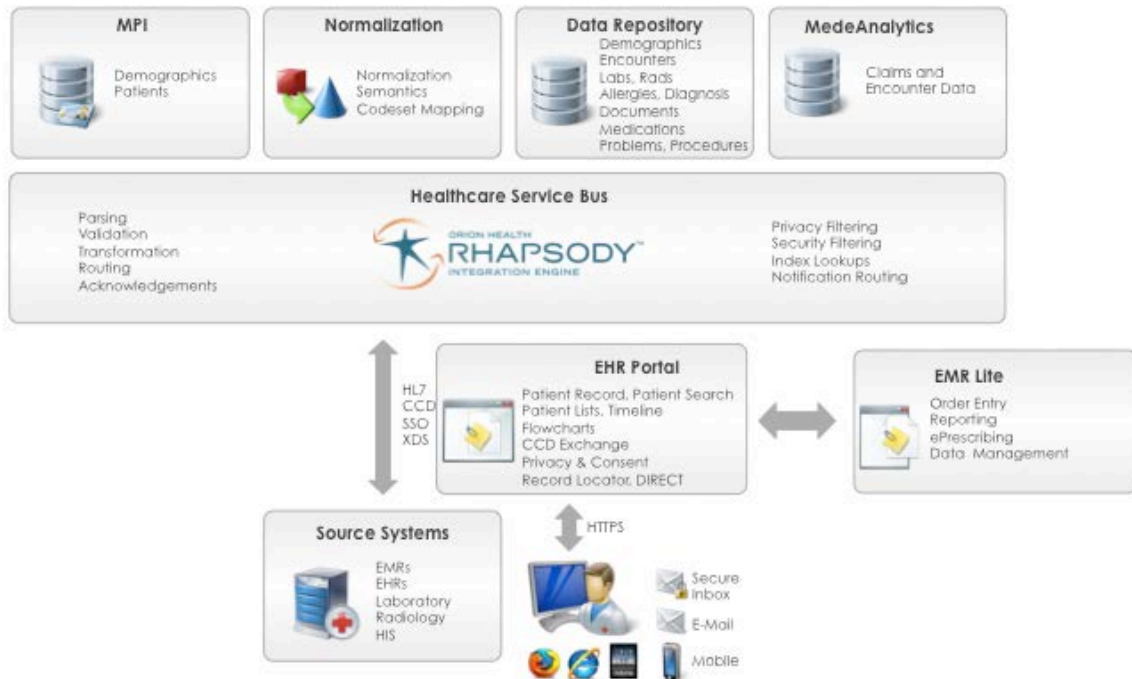 MPI
Demographics
Patients
Normalization
Normalization
Semantics
Codeset Mapping
Data Repository
Demographics
Encounters
Labs, Rads
Allergies, Diagnosis
Documents
Medications
Problems, Procedures
MedeAnalytics
Claims and
Encounter Data
Healthcare Service Bus
Parsing
Validation
Transformation
Routing
Acknowledgements
ORION HEALTH
RHAPSODY™
INTEGRATION ENGINE
Privacy Filtering
Security Filtering
Index Lookups
Notification Routing
HL7
CCD
SSO
XDS
EHR Portal
Patient Record, Patient Search
Patient Lists, Timeline
Flowcharts
CCD Exchange
Privacy & Consent
Record Locator, DIRECT
EMR Lite
Order Entry
Reporting
ePrescribing
Data Management
Source Systems
EMRs
EHRs
Laboratory
Radiology
HIS
HTTPS
Secure
Inbox
E-Mail
Mobile